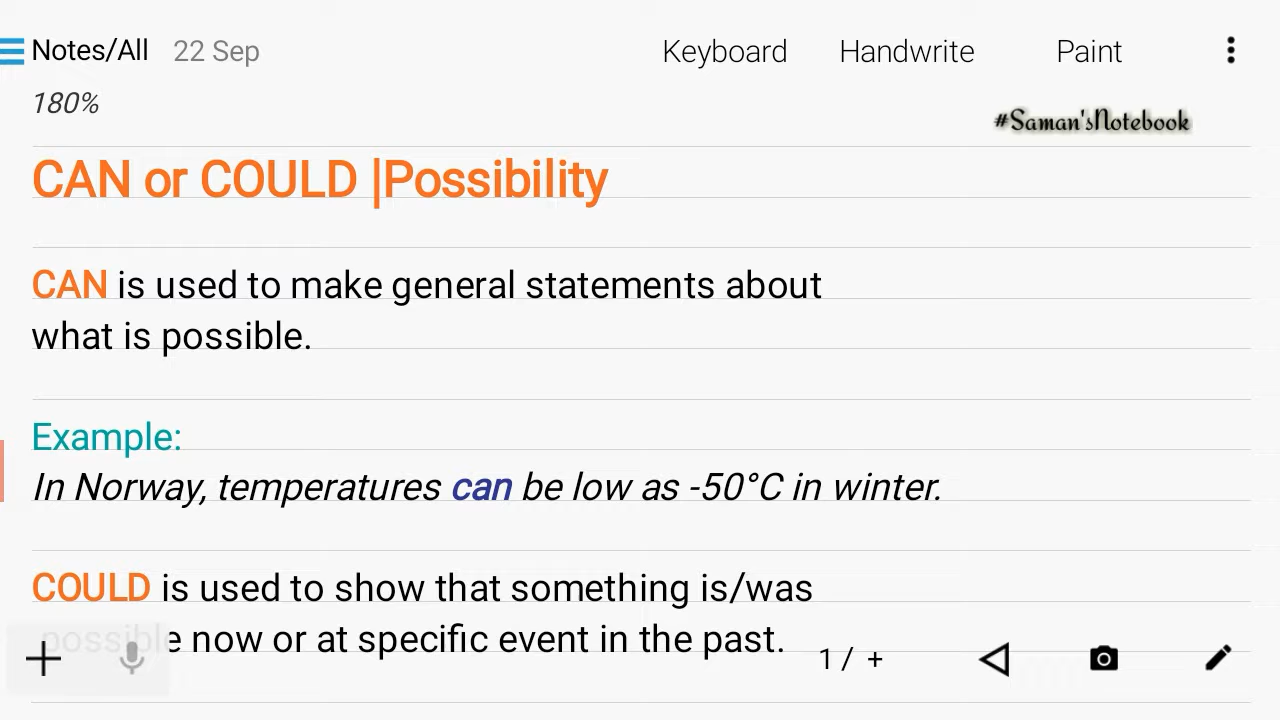 Notes/All 22 Sep Keyboard Handwrite Paint
180%
#Saman'sNotebook
CAN or COULD |Possibility
CAN is used to make general statements about
what is possible.
Example:
In Norway, temperatures can be low as -50°C in winter.
COULD is used to show that something is/was
possible now or at specific event in the past.
1 / +